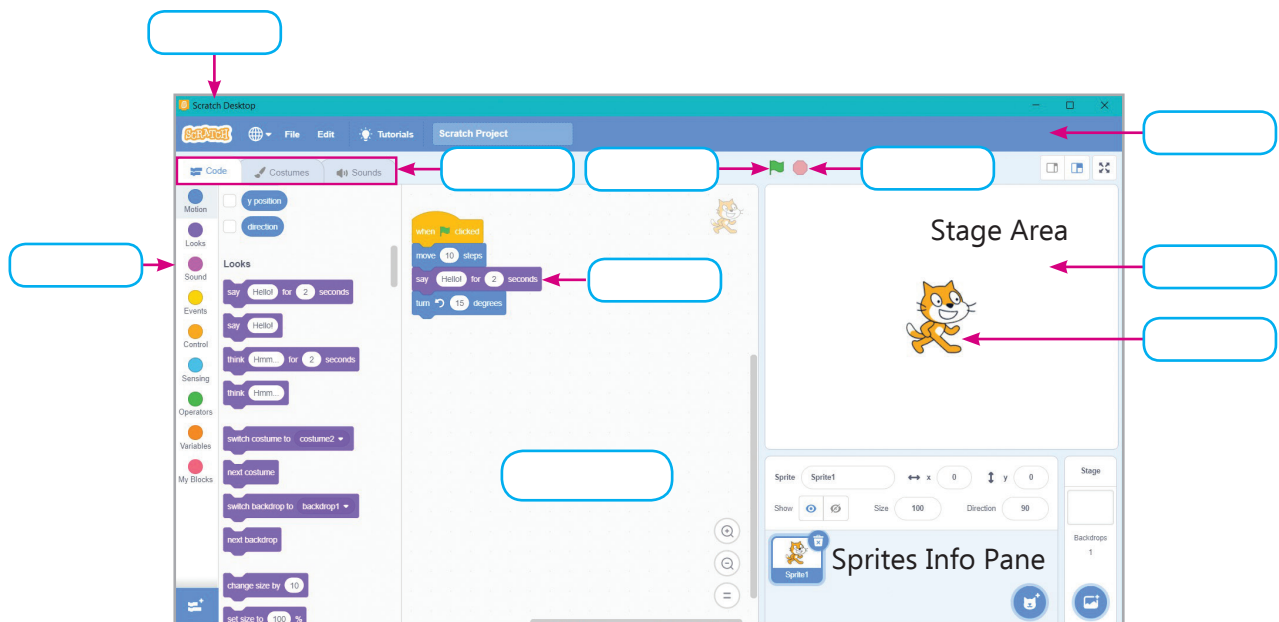 Scratch Desktop
SCRATCH File Edit Tutorials Scratch Project
Code Costumes Sounds
Motion
Looks
Sound
Events
Control
Sensing
Operators
Variables
My Blocks
y position
direction
Looks
say Hello! for 2 seconds
say Hello!
think Hmm... for 2 seconds
think Hmm...
switch costume to costume2
next costume
switch backdrop to backdrop1
next backdrop
change size by 10
set size to 100 %
when clicked
move 10 steps
say Hello! for 2 seconds
turn 15 degrees
Stage Area
Sprite Sprite1 x 0 y 0
Show Size 100 Direction 90
Sprite1
Sprites Info Pane
Stage
Backdrops
1